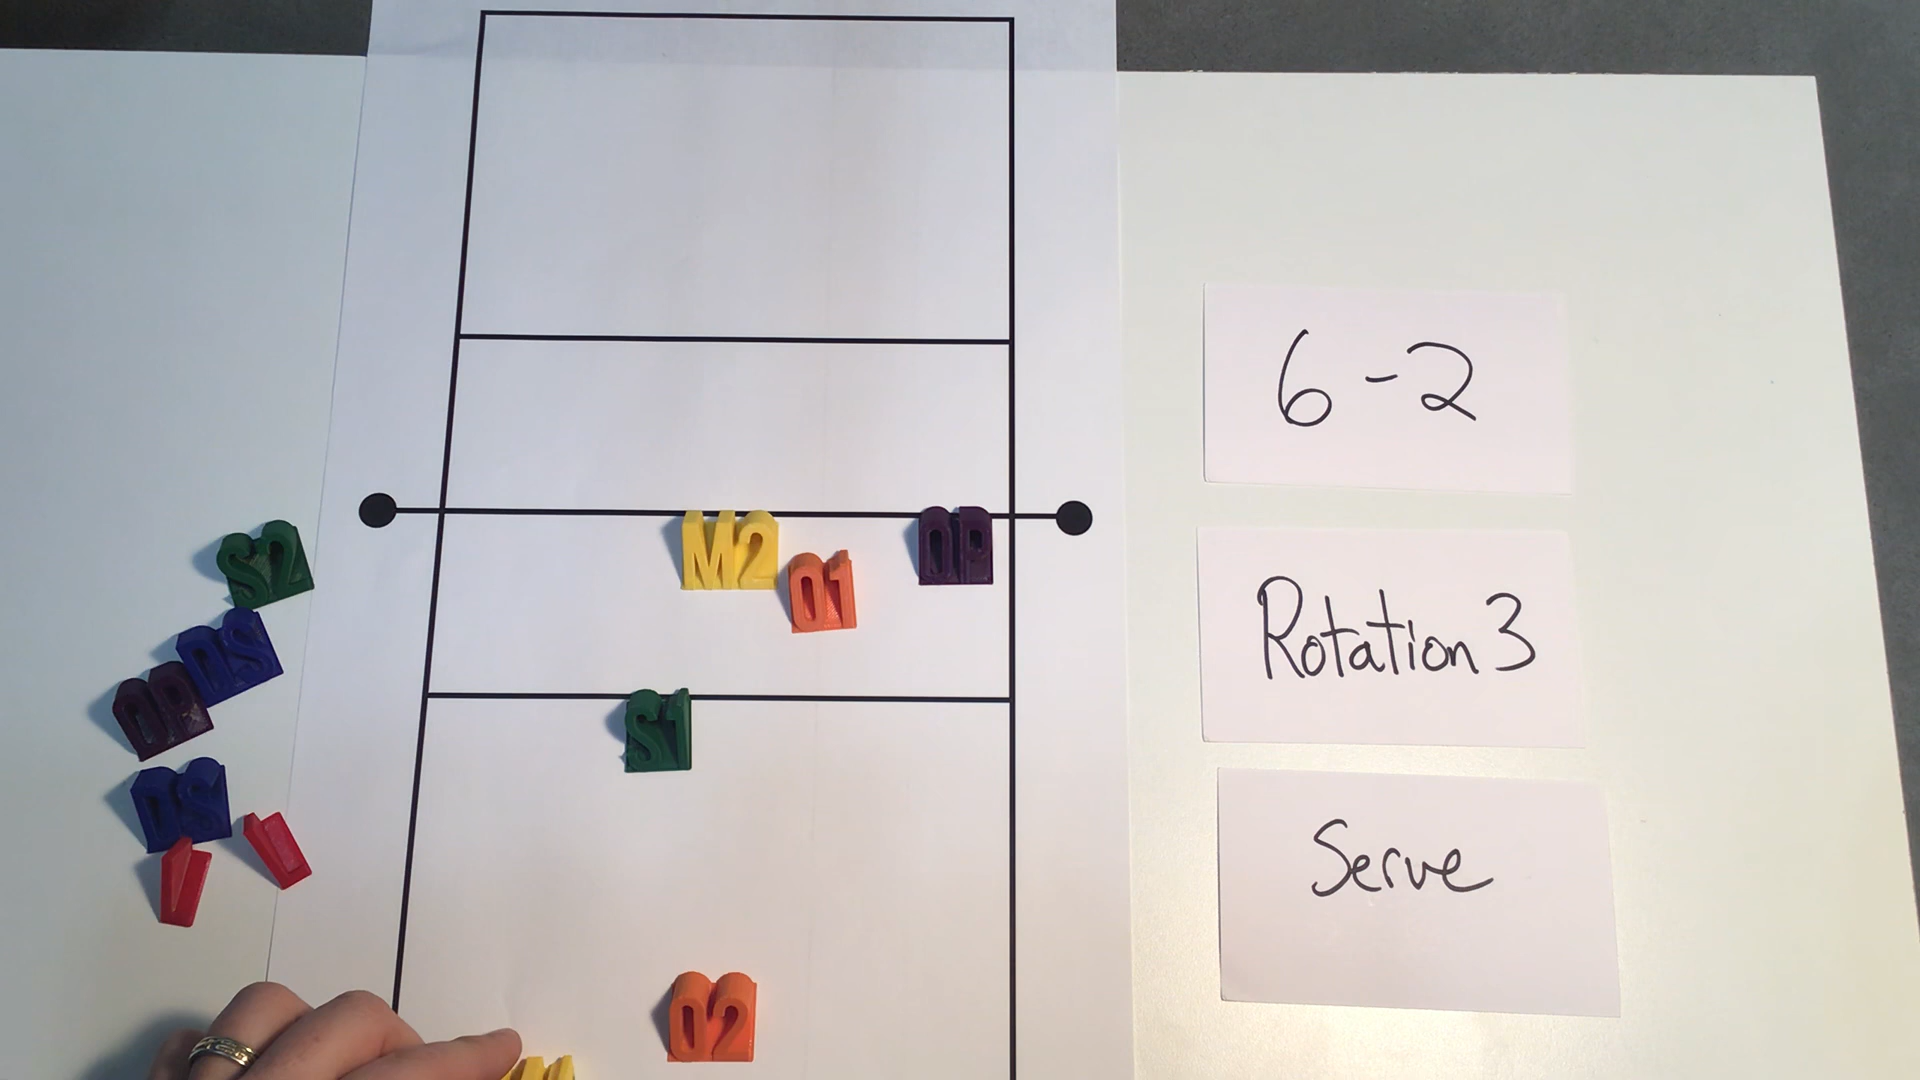 6-2
M2
OP
O1
S2
DS
Rotation 3
OP
S1
DS
Serve
O2